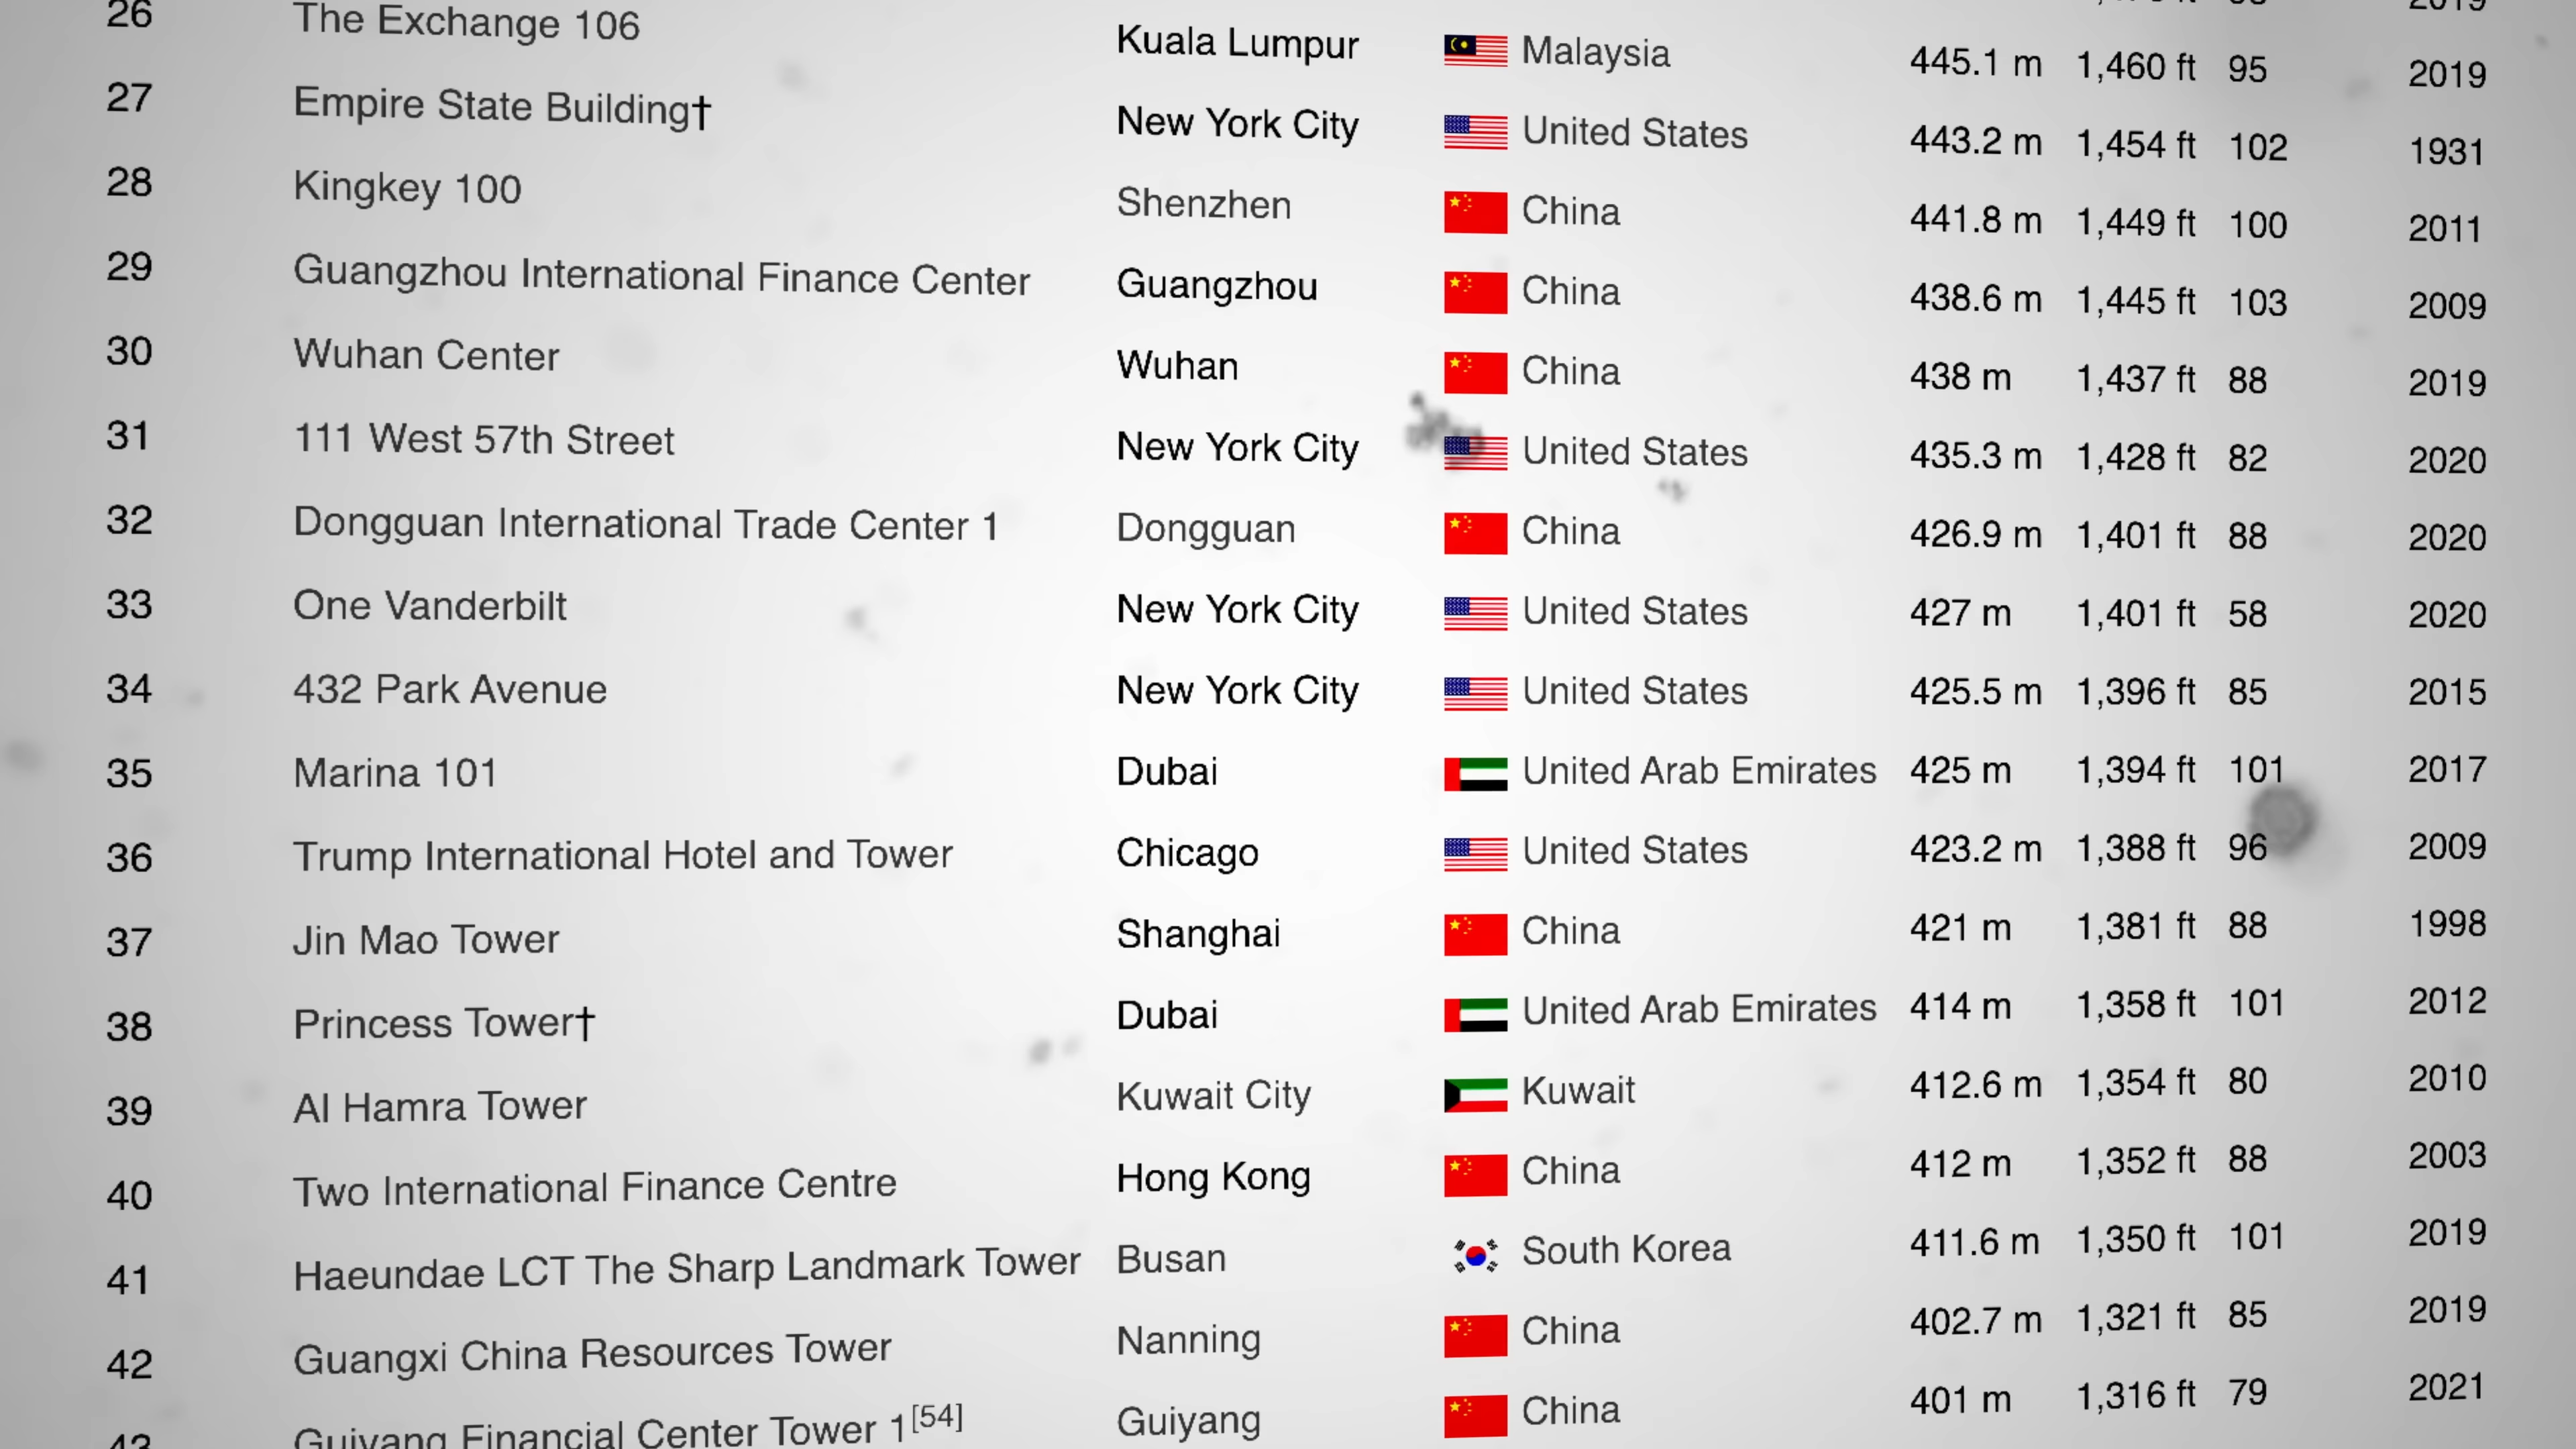 26 The Exchange 106 Kuala Lumpur Malaysia 445.1 m 1,460 ft 95 2019
27 Empire State Building† New York City United States 443.2 m 1,454 ft 102 1931
28 Kingkey 100 Shenzhen China 441.8 m 1,449 ft 100 2011
29 Guangzhou International Finance Center Guangzhou China 438.6 m 1,445 ft 103 2009
30 Wuhan Center Wuhan China 438 m 1,437 ft 88 2019
31 111 West 57th Street New York City United States 435.3 m 1,428 ft 82 2020
32 Dongguan International Trade Center 1 Dongguan China 426.9 m 1,401 ft 88 2020
33 One Vanderbilt New York City United States 427 m 1,401 ft 58 2020
34 432 Park Avenue New York City United States 425.5 m 1,396 ft 85 2015
35 Marina 101 Dubai United Arab Emirates 425 m 1,394 ft 101 2017
36 Trump International Hotel and Tower Chicago United States 423.2 m 1,388 ft 96 2009
37 Jin Mao Tower Shanghai China 421 m 1,381 ft 88 1998
38 Princess Tower† Dubai United Arab Emirates 414 m 1,358 ft 101 2012
39 Al Hamra Tower Kuwait City Kuwait 412.6 m 1,354 ft 80 2010
40 Two International Finance Centre Hong Kong China 412 m 1,352 ft 88 2003
41 Haeundae LCT The Sharp Landmark Tower Busan South Korea 411.6 m 1,350 ft 101 2019
42 Guangxi China Resources Tower Nanning China 402.7 m 1,321 ft 85 2019
43 Guiyang Financial Center Tower 1[54] Guiyang China 401 m 1,316 ft 79 2021